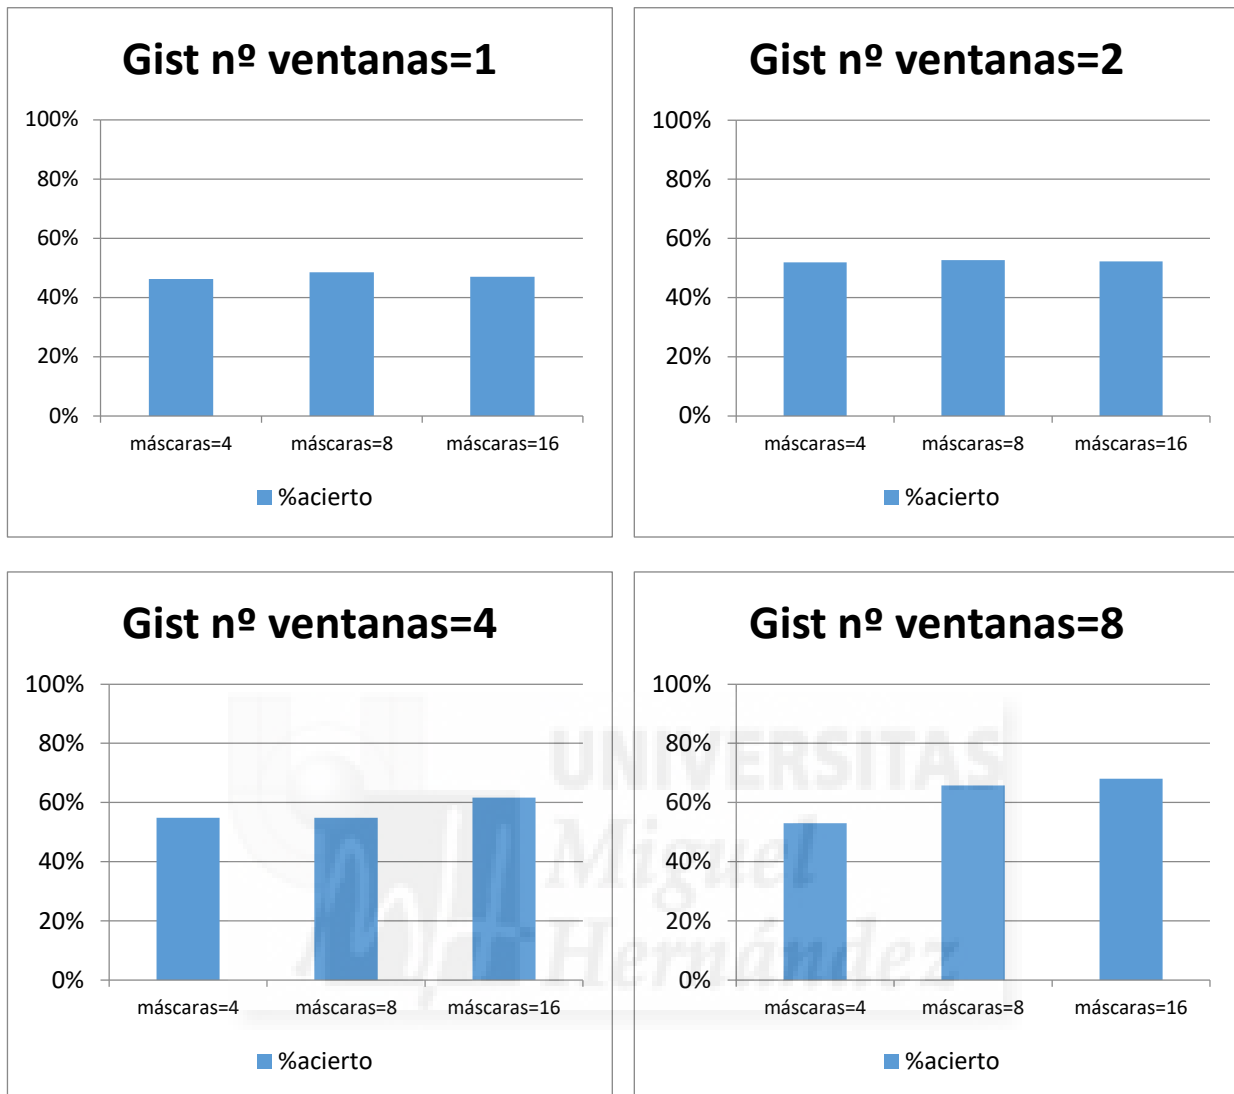 Gist nº ventanas=1
100%
80%
60%
40%
20%
0%
máscaras=4 máscaras=8 máscaras=16
%acierto
Gist nº ventanas=2
100%
80%
60%
40%
20%
0%
máscaras=4 máscaras=8 máscaras=16
%acierto
Gist nº ventanas=4
100%
80%
60%
40%
20%
0%
máscaras=4 máscaras=8 máscaras=16
%acierto
Gist nº ventanas=8
100%
80%
60%
40%
20%
0%
máscaras=4 máscaras=8 máscaras=16
%acierto
UNIVERSITAS
Miguel
Hernández